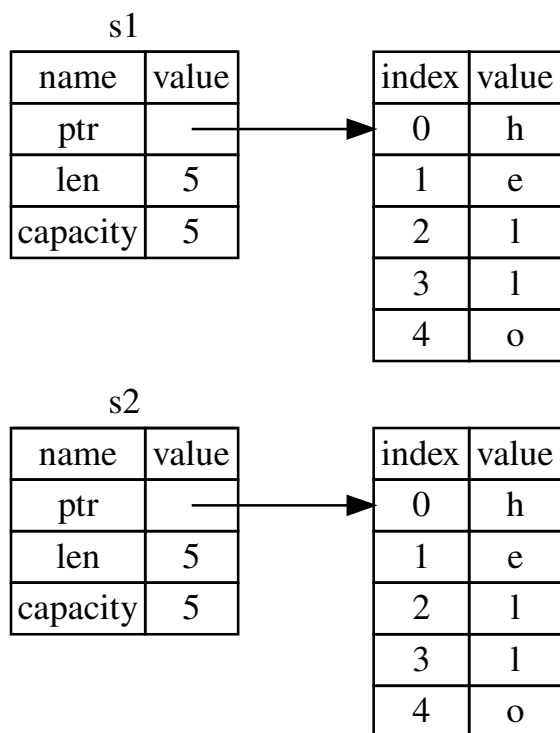 s1
name value
ptr
len 5
capacity 5
index value
0 h
1 e
2 l
3 l
4 o
s2
name value
ptr
len 5
capacity 5
index value
0 h
1 e
2 l
3 l
4 o